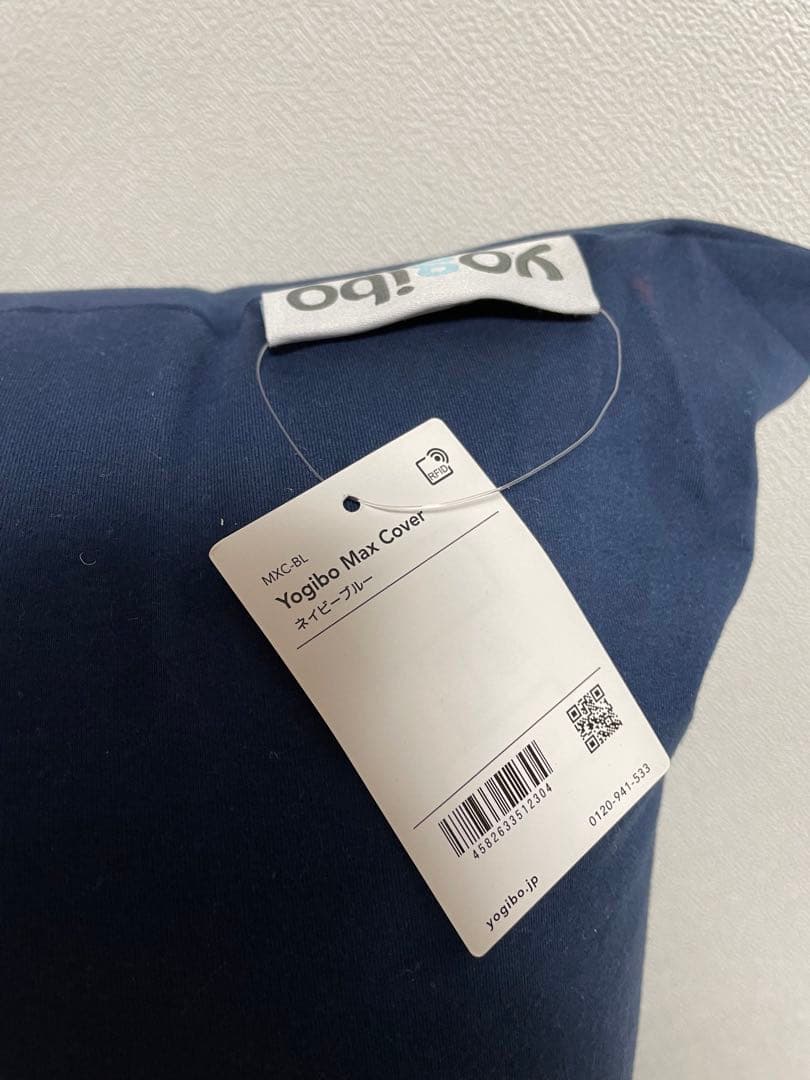 yogibo
RFID
MXC-BL
Yogibo Max Cover
ネイビーブルー
4582633512304
0120-941-533
yogibo.jp